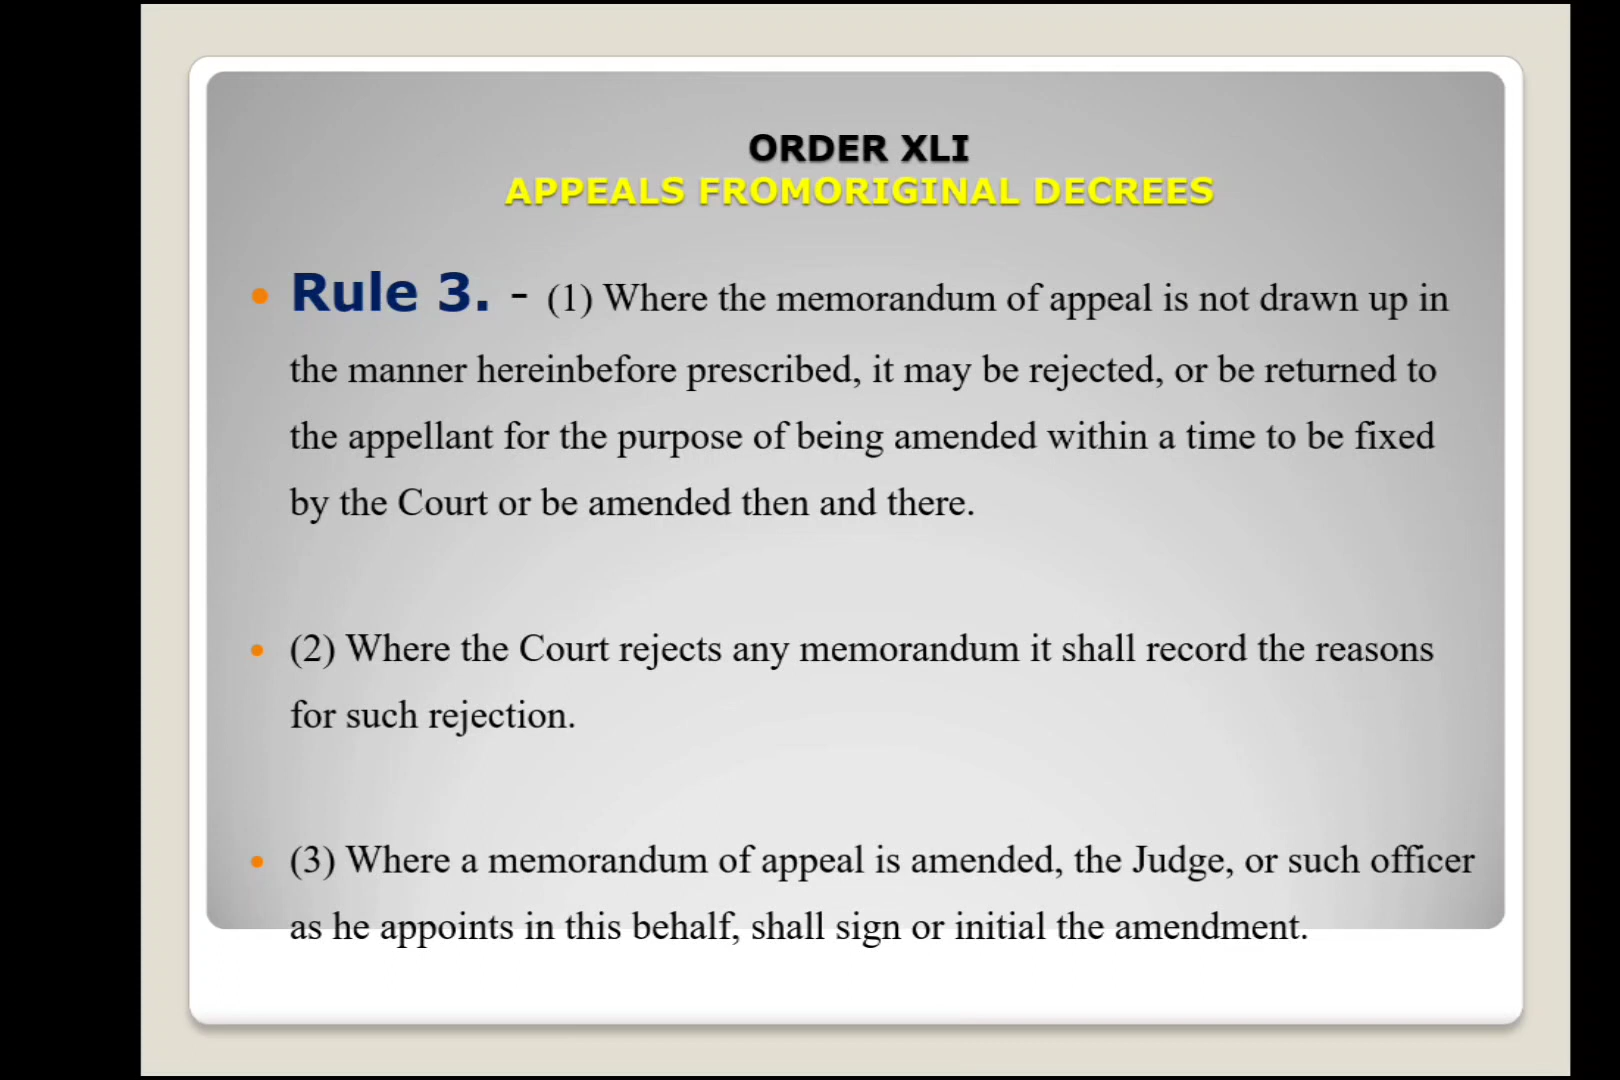 ORDER XLI
APPEALS FROMORIGINAL DECREES
• Rule 3. - (1) Where the memorandum of appeal is not drawn up in
the manner hereinbefore prescribed, it may be rejected, or be returned to
the appellant for the purpose of being amended within a time to be fixed
by the Court or be amended then and there.
• (2) Where the Court rejects any memorandum it shall record the reasons
for such rejection.
• (3) Where a memorandum of appeal is amended, the Judge, or such officer
as he appoints in this behalf, shall sign or initial the amendment.